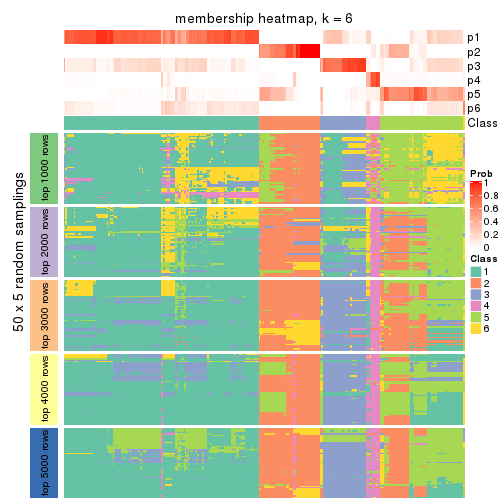 membership heatmap, k = 6
p1
p2
p3
p4
p5
p6
Class
50 x 5 random samplings
top 1000 rows
top 2000 rows
top 3000 rows
top 4000 rows
top 5000 rows
Prob
1
0.8
0.6
0.4
0.2
0
Class
1
2
3
4
5
6